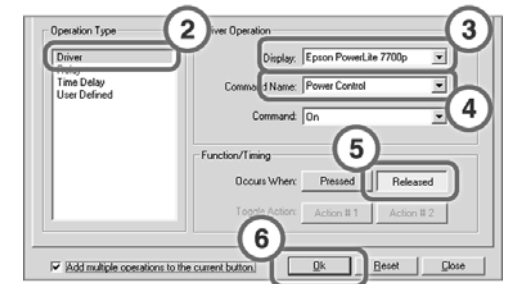 Operation Type
2
Driver Operation
3
Driver
Relay
Time Delay
User Defined
Display: Epson PowerLite 7700p
Command Name: Power Control
4
Command: On
Function/Timing
5
Occurs When: Pressed Released
Toggle Action: Action # 1 Action # 2
6
Add multiple operations to the current button. Ok Reset Close